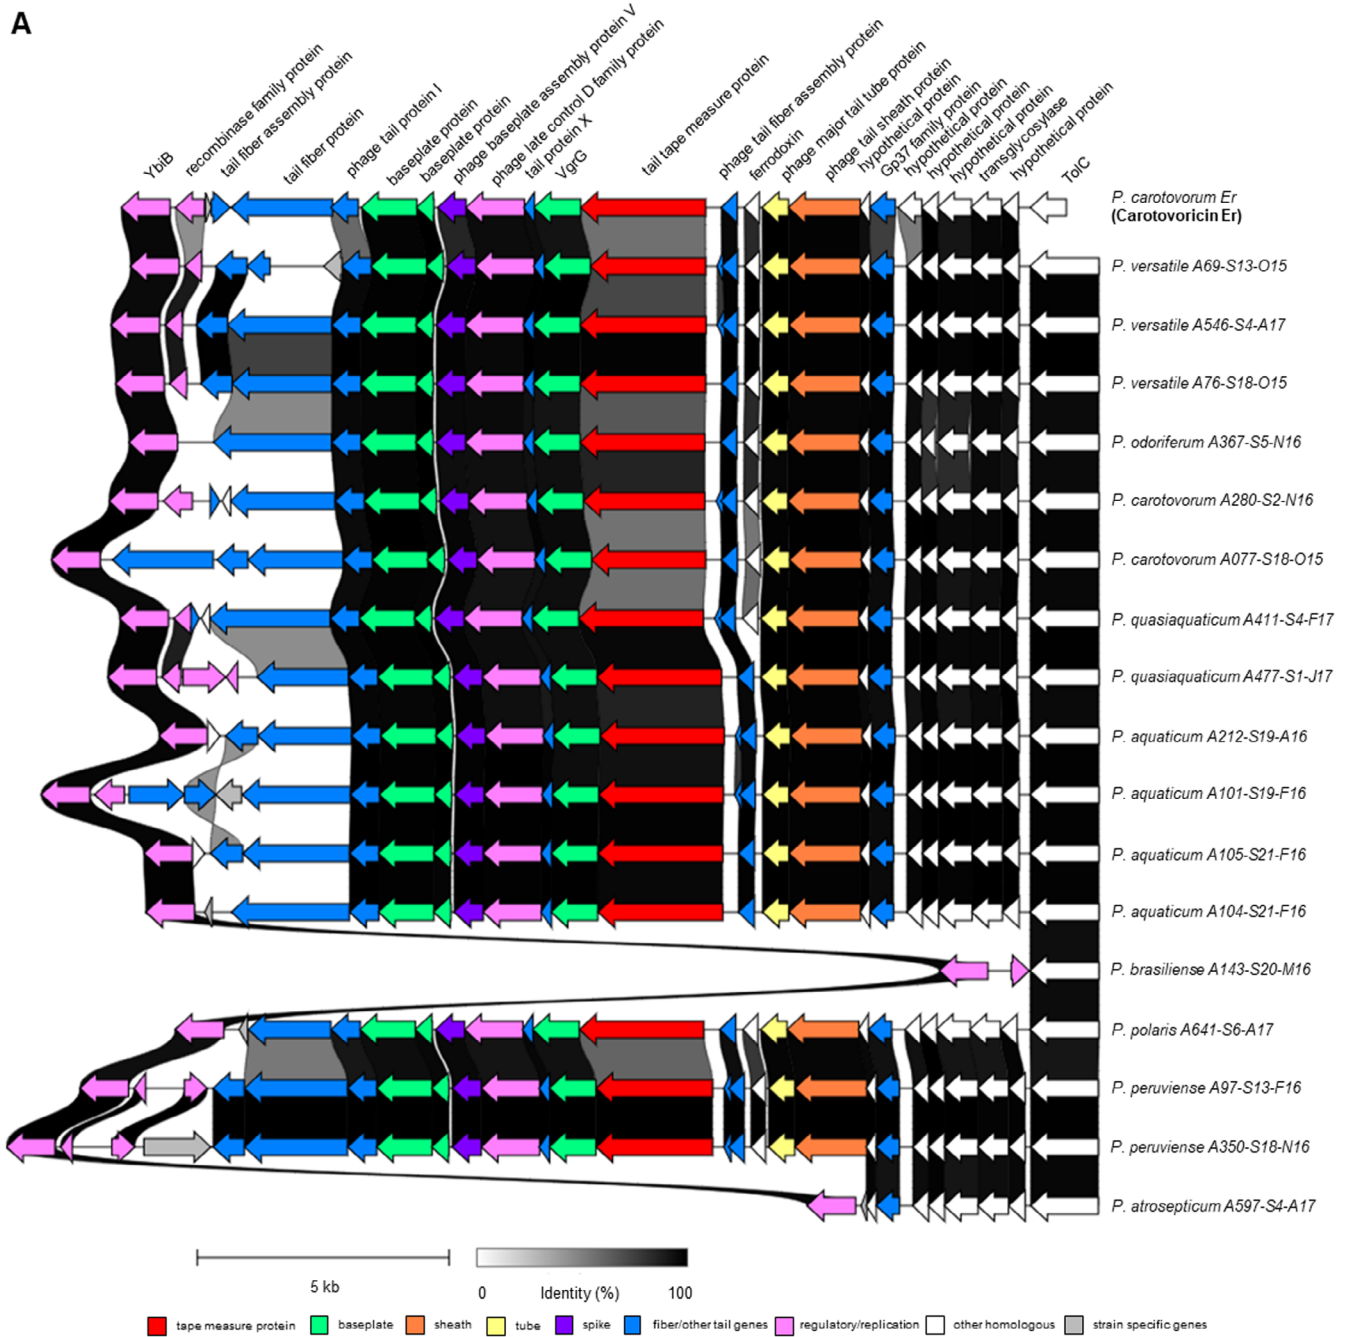 A
YbiB
recombinase family protein
tail fiber assembly protein
tail fiber protein
phage tail protein I
baseplate protein
baseplate protein
phage baseplate assembly protein V
phage late control D family protein
tail protein X
VgrG
tail tape measure protein
phage tail fiber assembly protein
ferrodoxin
phage major tail tube protein
phage tail sheath protein
hypothetical protein
Gp37 family protein
hypothetical protein
hypothetical protein
hypothetical protein
transglycosylase
hypothetical protein
TolC
P. carotovorum Er
(Carotovoricin Er)
P. versatile A69-S13-O15
P. versatile A546-S4-A17
P. versatile A76-S18-O15
P. odoriferum A367-S5-N16
P. carotovorum A280-S2-N16
P. carotovorum A077-S18-O15
P. quasiaquaticum A411-S4-F17
P. quasiaquaticum A477-S1-J17
P. aquaticum A212-S19-A16
P. aquaticum A101-S19-F16
P. aquaticum A105-S21-F16
P. aquaticum A104-S21-F16
P. brasiliense A143-S20-M16
P. polaris A641-S6-A17
P. peruviense A97-S13-F16
P. peruviense A350-S18-N16
P. atrosepticum A597-S4-A17
5 kb
0 Identity (%) 100
tape measure protein baseplate sheath tube spike fiber/other tail genes regulatory/replication other homologous strain specific genes